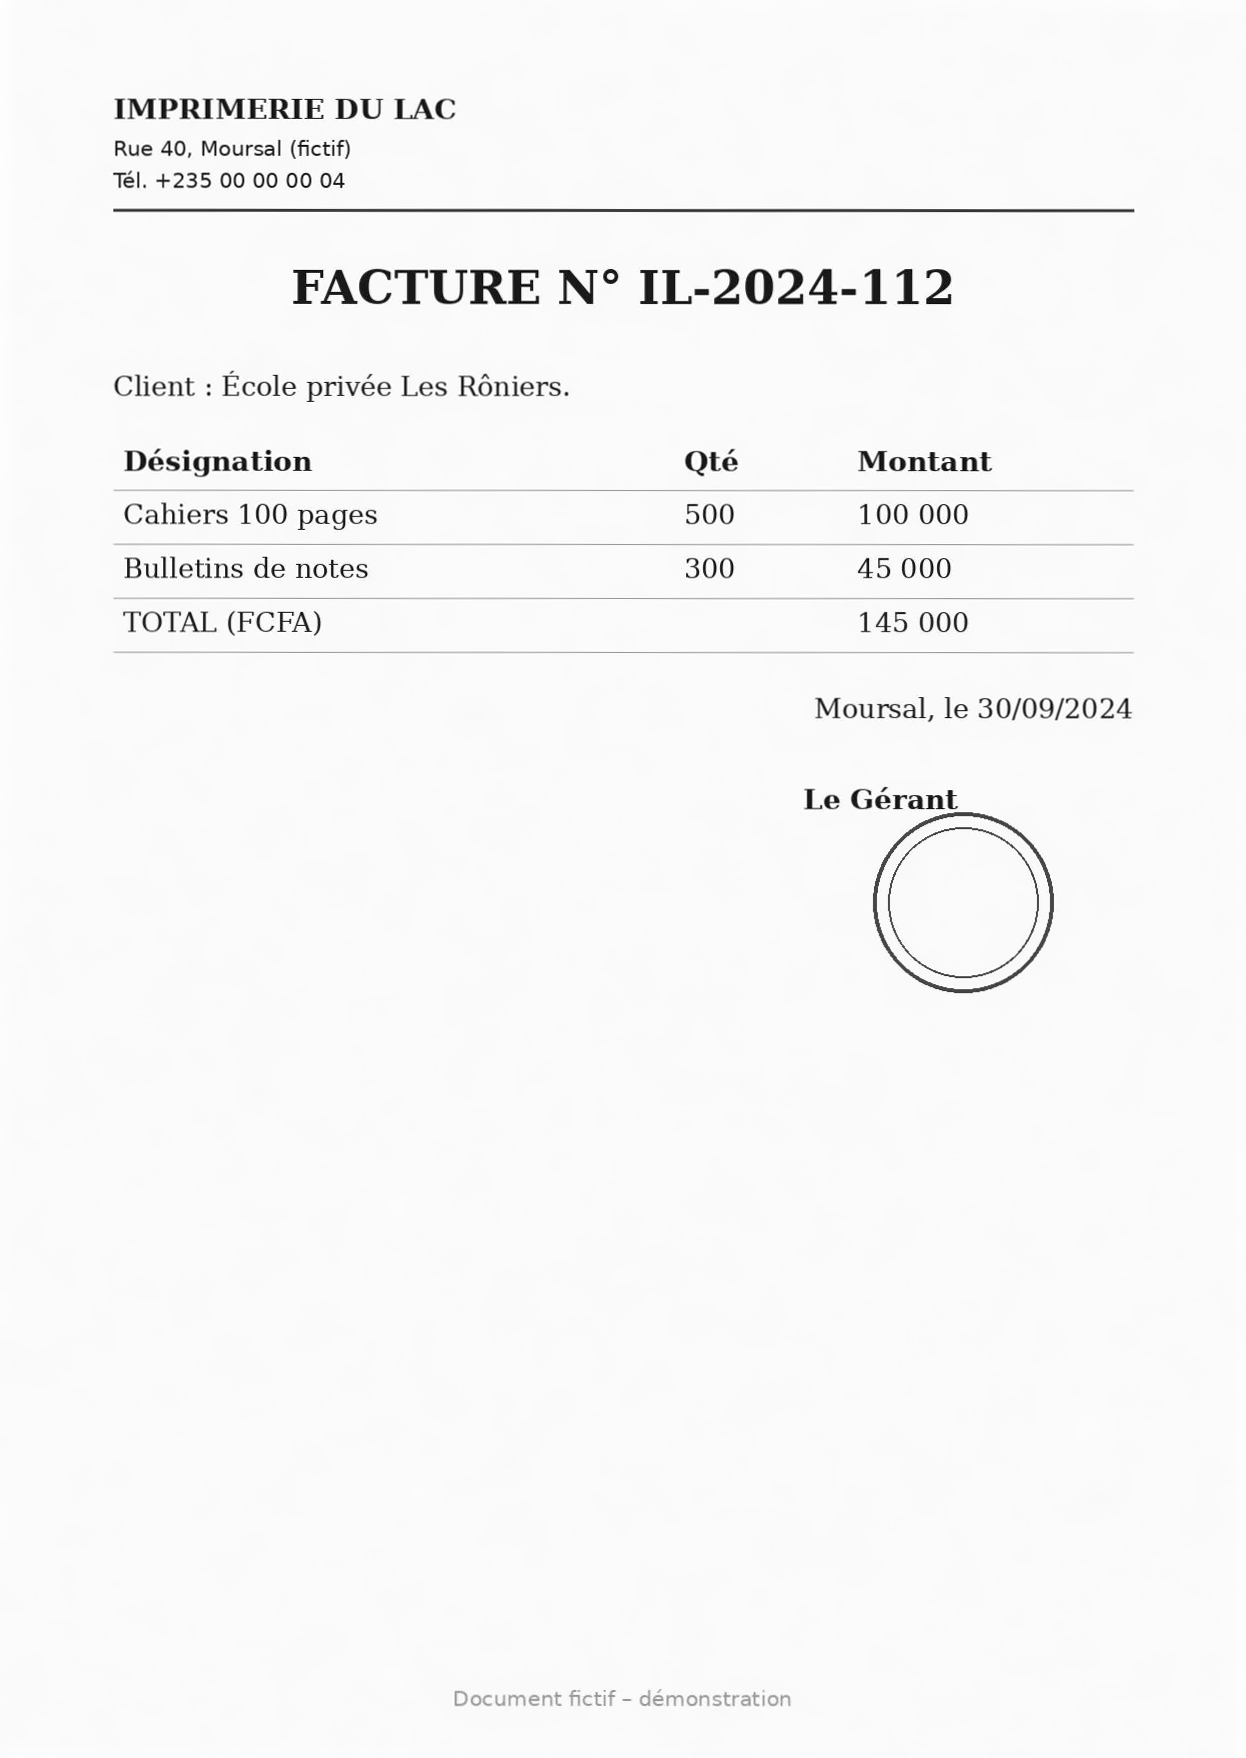 IMPRIMERIE DU LAC
Rue 40, Moursal (fictif)
Tél. +235 00 00 00 04
FACTURE N° IL-2024-112
Client : École privée Les Rôniers.
Désignation Qté Montant
Cahiers 100 pages 500 100 000
Bulletins de notes 300 45 000
TOTAL (FCFA) 145 000
Moursal, le 30/09/2024
Le Gérant
Document fictif – démonstration